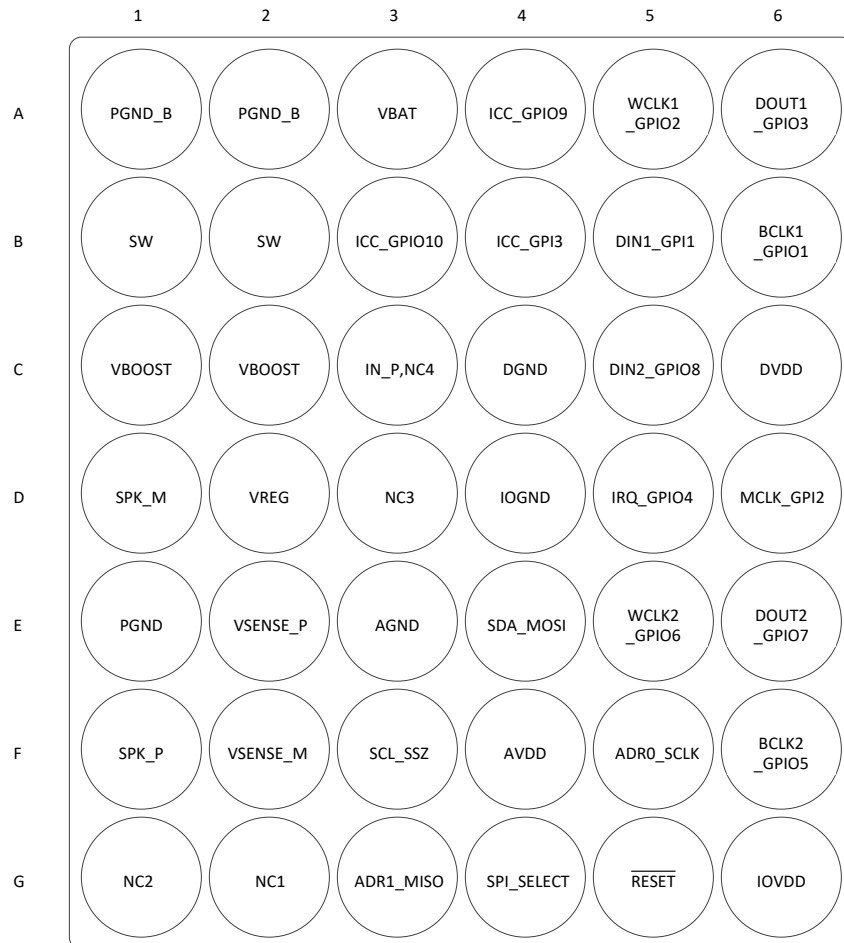 1 2 3 4 5 6
A PGND_B PGND_B VBAT ICC_GPIO9 WCLK1 _GPIO2 DOUT1 _GPIO3
B SW SW ICC_GPIO10 ICC_GPI3 DIN1_GPI1 BCLK1 _GPIO1
C VBOOST VBOOST IN_P,NC4 DGND DIN2_GPIO8 DVDD
D SPK_M VREG NC3 IOGND IRQ_GPIO4 MCLK_GPI2
E PGND VSENSE_P AGND SDA_MOSI WCLK2 _GPIO6 DOUT2 _GPIO7
F SPK_P VSENSE_M SCL_SSZ AVDD ADR0_SCLK BCLK2 _GPIO5
G NC2 NC1 ADR1_MISO SPI_SELECT RESET IOVDD